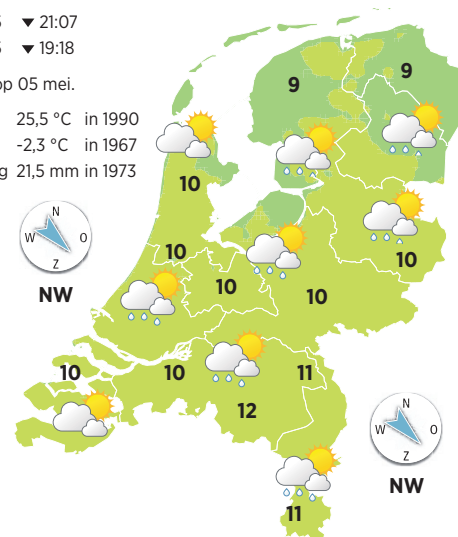 ▼ 21:07
▼ 19:18
op 05 mei.
25,5 °C in 1990
-2,3 °C in 1967
21,5 mm in 1973
9 9
10
N
W O
Z
NW
10
10
10
10
10
10
11
12
N
W O
Z
NW
11